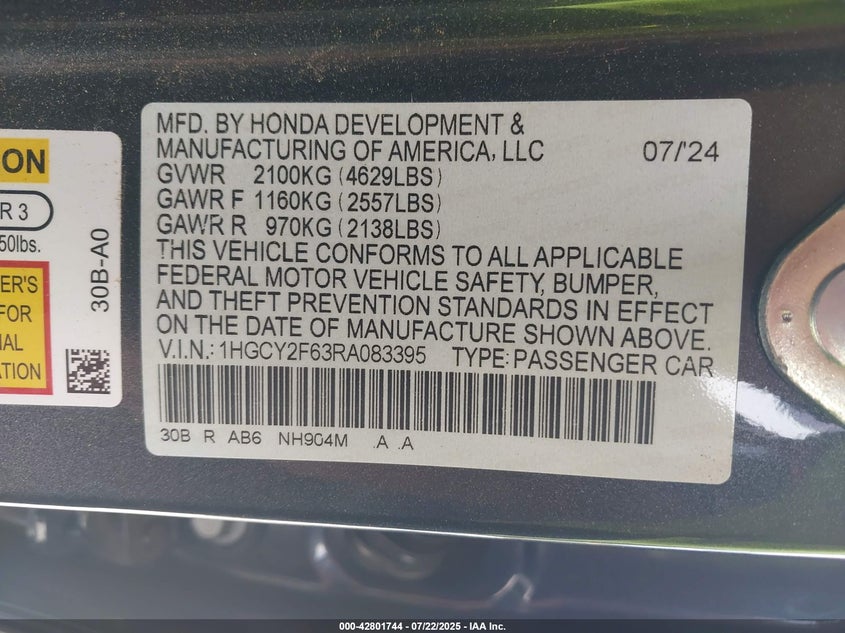 ON
R 3
50lbs.
ER'S
FOR
IAL
ATION
30B-A0
MFD. BY HONDA DEVELOPMENT &
MANUFACTURING OF AMERICA, LLC 07/'24
GVWR 2100KG (4629LBS)
GAWR F 1160KG (2557LBS)
GAWR R 970KG (2138LBS)
THIS VEHICLE CONFORMS TO ALL APPLICABLE
FEDERAL MOTOR VEHICLE SAFETY, BUMPER,
AND THEFT PREVENTION STANDARDS IN EFFECT
ON THE DATE OF MANUFACTURE SHOWN ABOVE.
V.I.N.: 1HGCY2F63RA083395 TYPE: PASSENGER CAR
30B R AB6 NH904M A .A
000-42801744 - 07/22/2025 - IAA Inc.